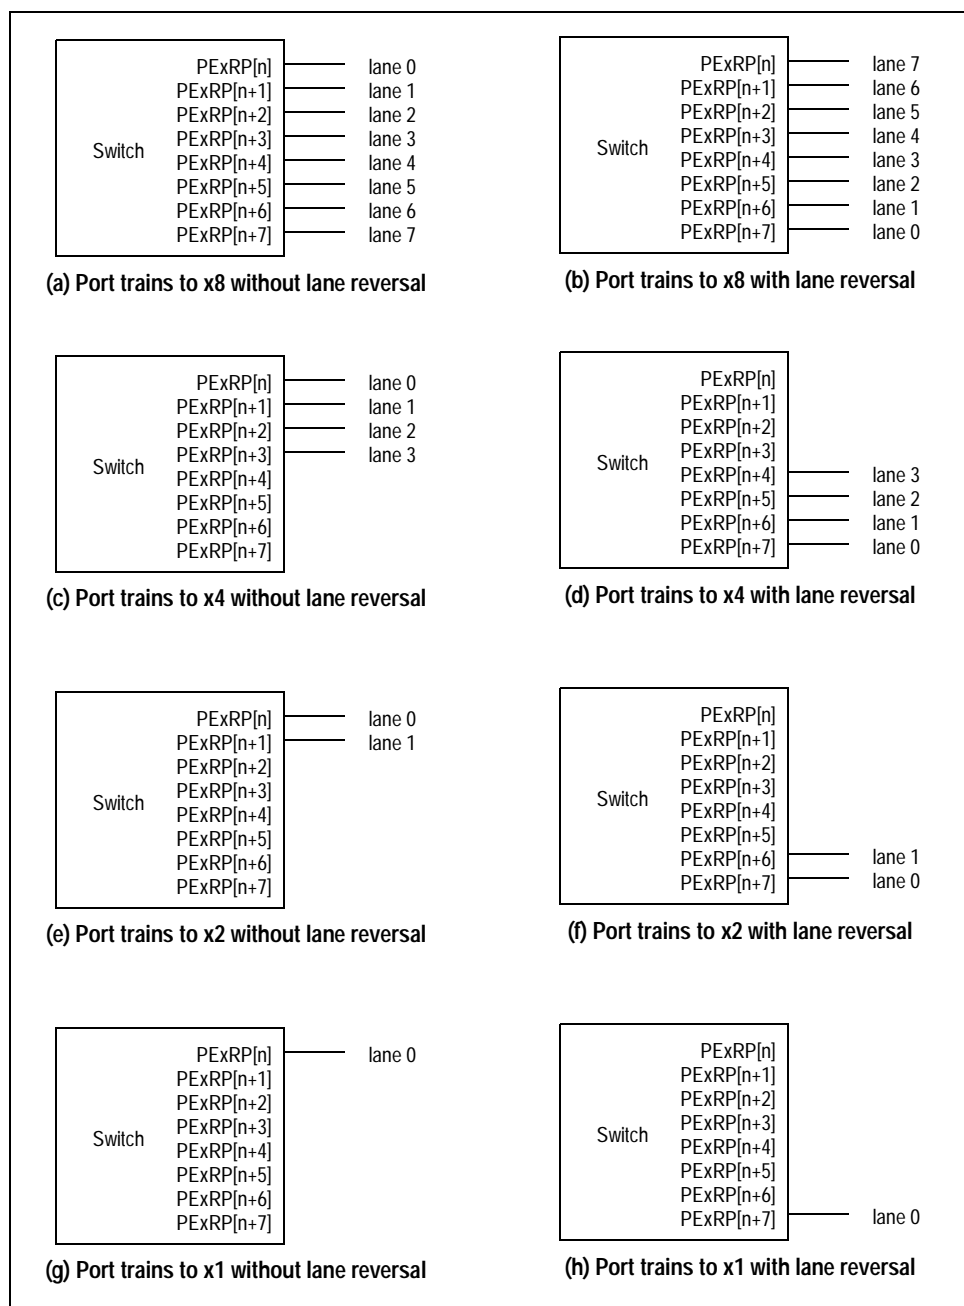 PExRP[n] lane 0
PExRP[n+1] lane 1
PExRP[n+2] lane 2
PExRP[n+3] lane 3
Switch
PExRP[n+4] lane 4
PExRP[n+5] lane 5
PExRP[n+6] lane 6
PExRP[n+7] lane 7
(a) Port trains to x8 without lane reversal
PExRP[n] lane 7
PExRP[n+1] lane 6
PExRP[n+2] lane 5
PExRP[n+3] lane 4
Switch
PExRP[n+4] lane 3
PExRP[n+5] lane 2
PExRP[n+6] lane 1
PExRP[n+7] lane 0
(b) Port trains to x8 with lane reversal
PExRP[n] lane 0
PExRP[n+1] lane 1
PExRP[n+2] lane 2
PExRP[n+3] lane 3
Switch
PExRP[n+4]
PExRP[n+5]
PExRP[n+6]
PExRP[n+7]
(c) Port trains to x4 without lane reversal
PExRP[n]
PExRP[n+1]
PExRP[n+2]
PExRP[n+3]
Switch
PExRP[n+4] lane 3
PExRP[n+5] lane 2
PExRP[n+6] lane 1
PExRP[n+7] lane 0
(d) Port trains to x4 with lane reversal
PExRP[n] lane 0
PExRP[n+1] lane 1
PExRP[n+2]
PExRP[n+3]
Switch
PExRP[n+4]
PExRP[n+5]
PExRP[n+6]
PExRP[n+7]
(e) Port trains to x2 without lane reversal
PExRP[n]
PExRP[n+1]
PExRP[n+2]
PExRP[n+3]
Switch
PExRP[n+4]
PExRP[n+5]
PExRP[n+6] lane 1
PExRP[n+7] lane 0
(f) Port trains to x2 with lane reversal
PExRP[n] lane 0
PExRP[n+1]
PExRP[n+2]
PExRP[n+3]
Switch
PExRP[n+4]
PExRP[n+5]
PExRP[n+6]
PExRP[n+7]
(g) Port trains to x1 without lane reversal
PExRP[n]
PExRP[n+1]
PExRP[n+2]
PExRP[n+3]
Switch
PExRP[n+4]
PExRP[n+5]
PExRP[n+6]
PExRP[n+7] lane 0
(h) Port trains to x1 with lane reversal